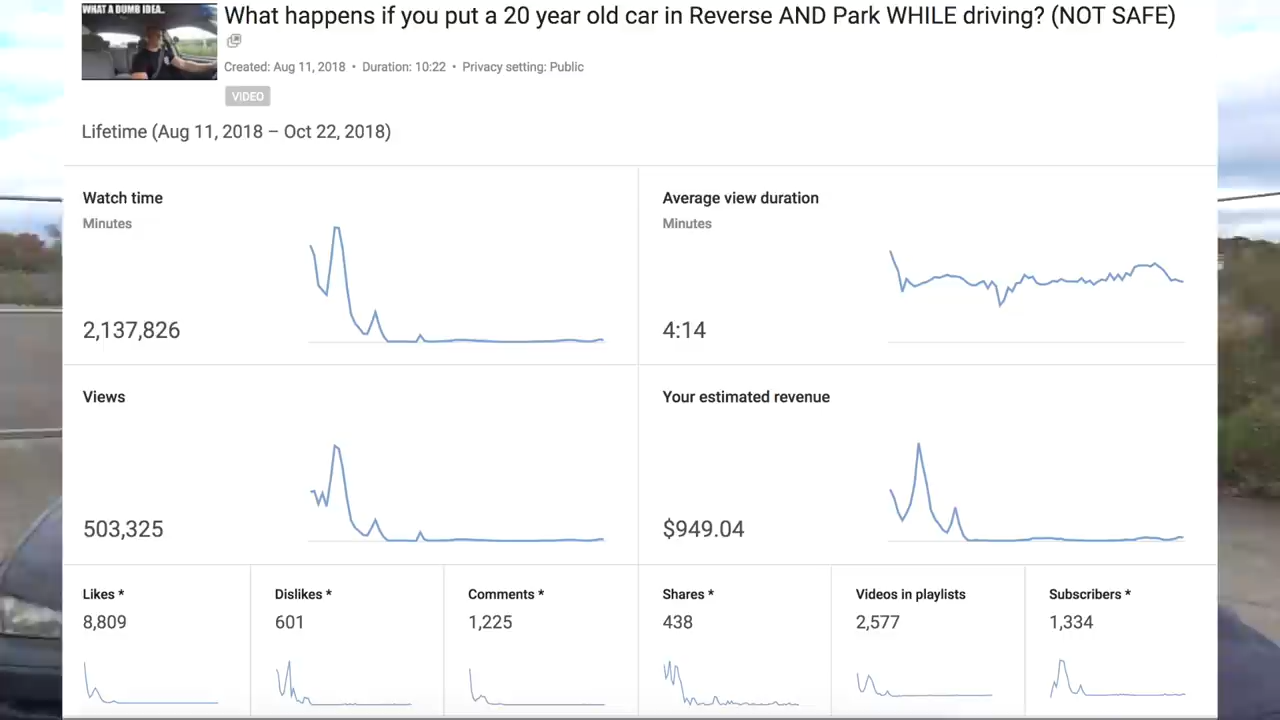 WHAT A DUMB IDEA..
What happens if you put a 20 year old car in Reverse AND Park WHILE driving? (NOT SAFE)
Created: Aug 11, 2018 • Duration: 10:22 • Privacy setting: Public
VIDEO
Lifetime (Aug 11, 2018 – Oct 22, 2018)
Watch time
Minutes
2,137,826
Average view duration
Minutes
4:14
Views
503,325
Your estimated revenue
$949.04
Likes *
8,809
Dislikes *
601
Comments *
1,225
Shares *
438
Videos in playlists
2,577
Subscribers *
1,334